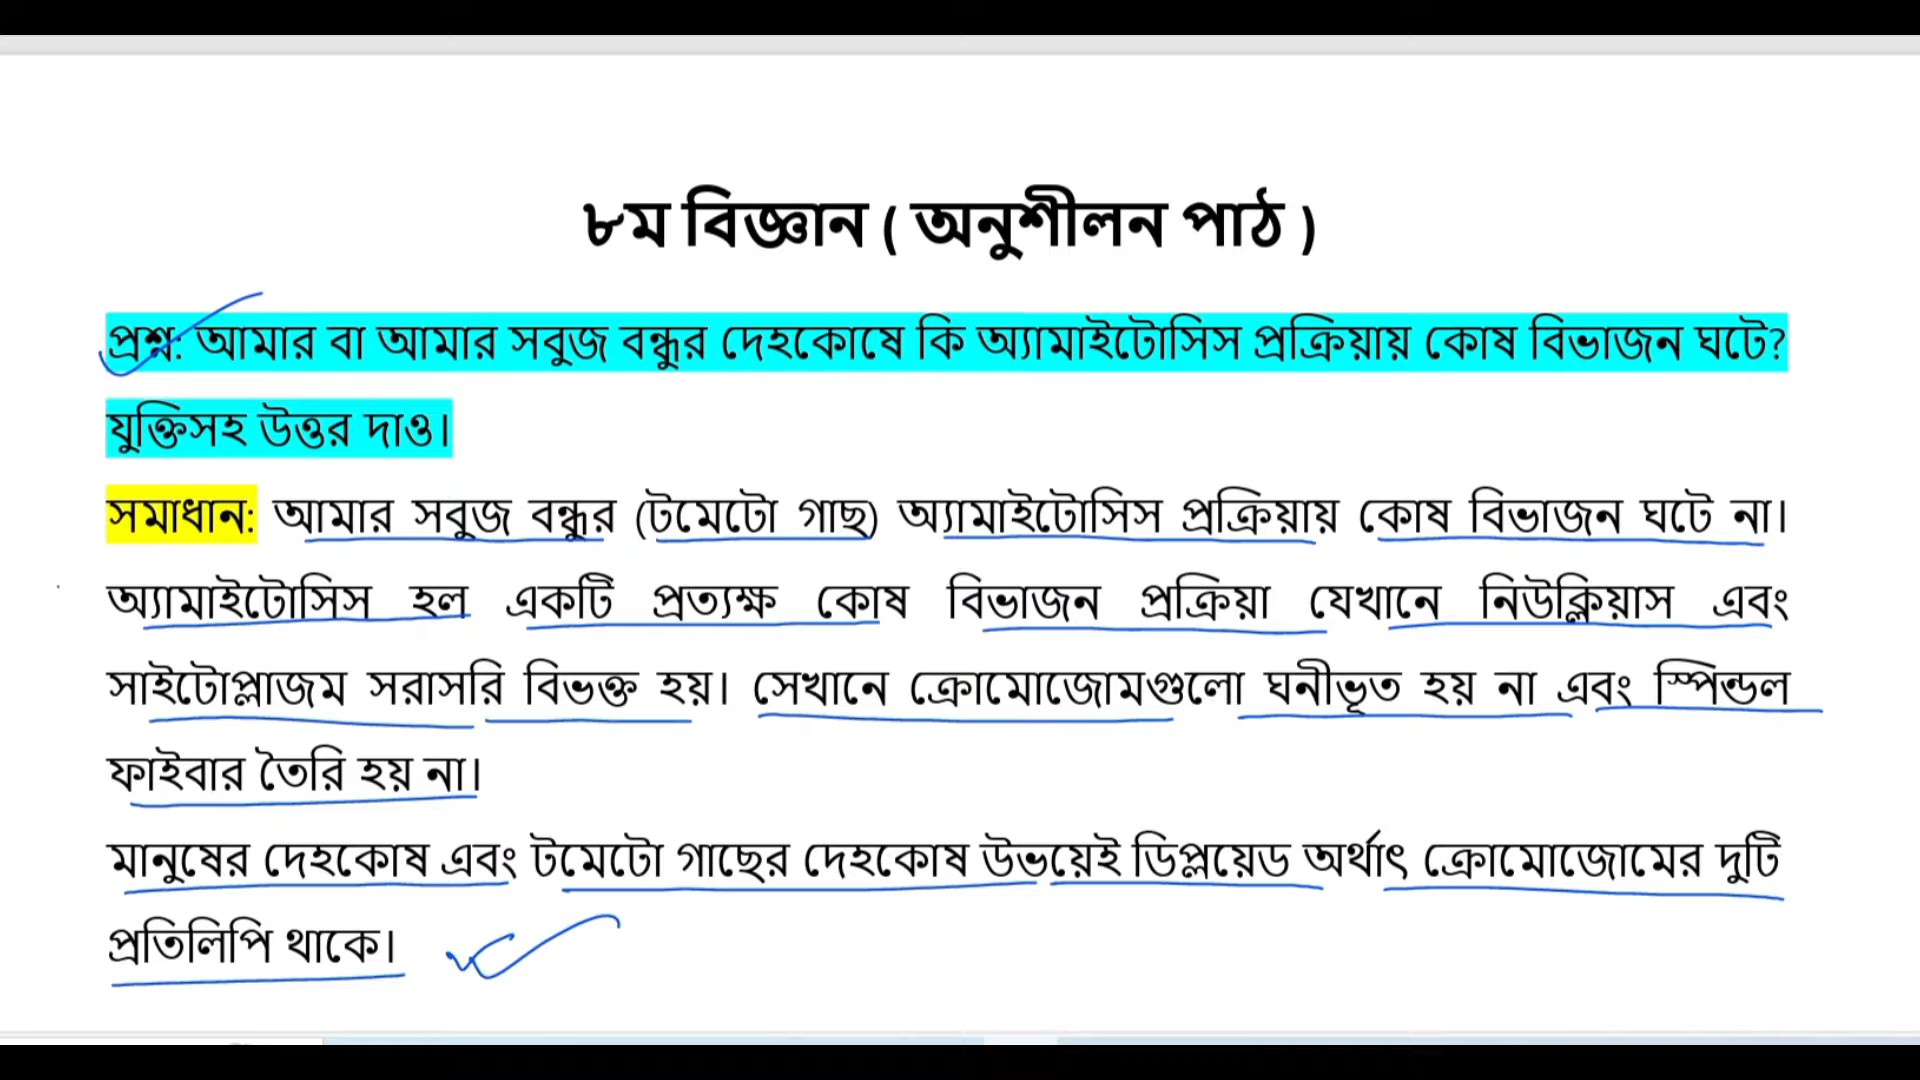 ৮ম বিজ্ঞান ( অনুশীলন পাঠ )
প্রশ্ন: আমার বা আমার সবুজ বন্ধুর দেহকোষে কি অ্যামাইটোসিস প্রক্রিয়ায় কোষ বিভাজন ঘটে?
যুক্তিসহ উত্তর দাও।
সমাধান: আমার সবুজ বন্ধুর (টমেটো গাছ) অ্যামাইটোসিস প্রক্রিয়ায় কোষ বিভাজন ঘটে না।
অ্যামাইটোসিস হল একটি প্রত্যক্ষ কোষ বিভাজন প্রক্রিয়া যেখানে নিউক্লিয়াস এবং
সাইটোপ্লাজম সরাসরি বিভক্ত হয়। সেখানে ক্রোমোজোমগুলো ঘনীভূত হয় না এবং স্পিন্ডল
ফাইবার তৈরি হয় না।
মানুষের দেহকোষ এবং টমেটো গাছের দেহকোষ উভয়েই ডিপ্লয়েড অর্থাৎ ক্রোমোজোমের দুটি
প্রতিলিপি থাকে।